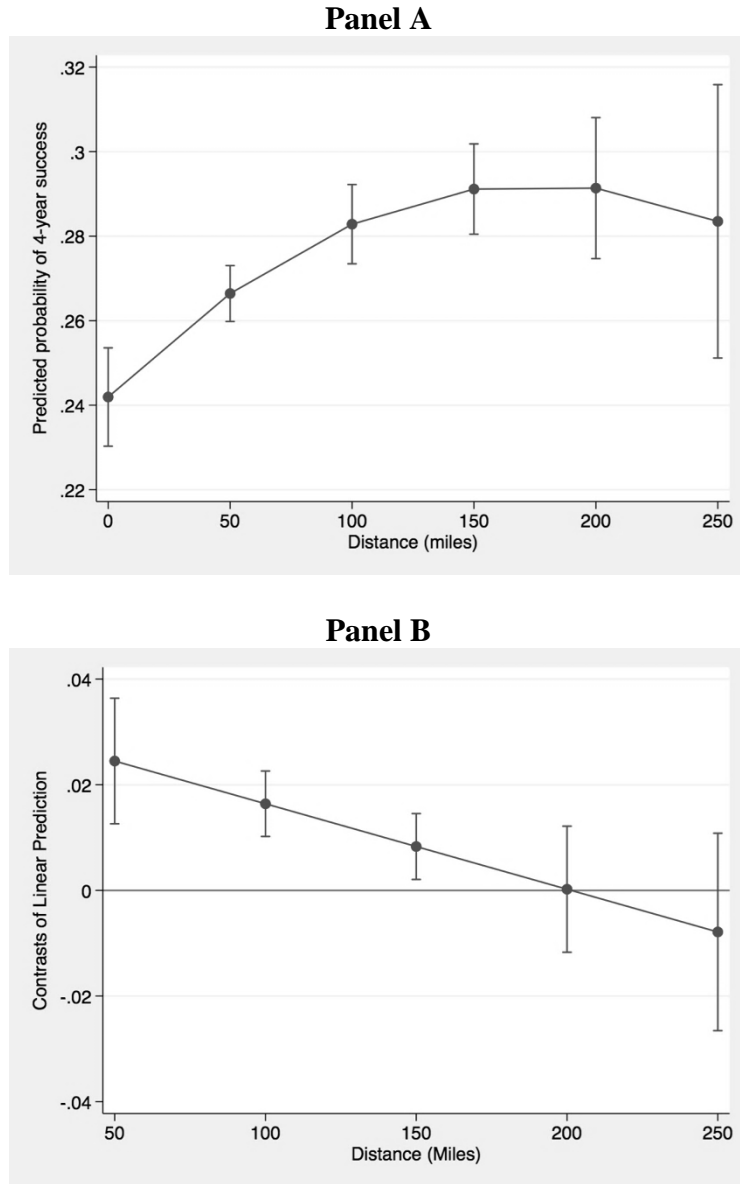 Panel A
.32
.3
.28
.26
.24
.22
Predicted probability of 4-year success
0 50 100 150 200 250
Distance (miles)
Panel B
.04
.02
0
-.02
-.04
Contrasts of Linear Prediction
50 100 150 200 250
Distance (Miles)